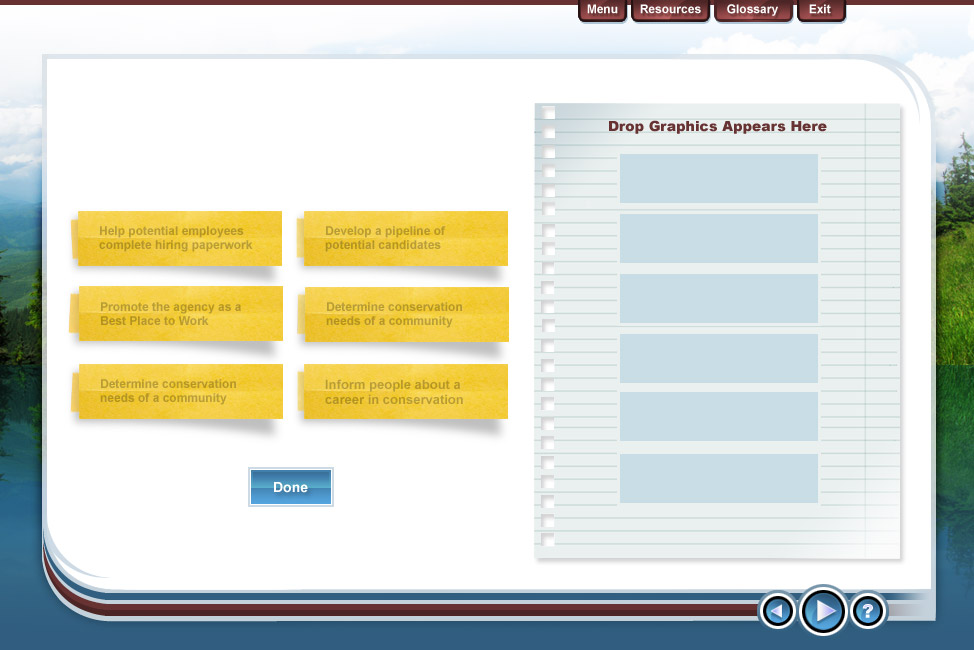 Menu Resources Glossary Exit
Drop Graphics Appears Here
Help potential employees
complete hiring paperwork
Develop a pipeline of
potential candidates
Promote the agency as a
Best Place to Work
Determine conservation
needs of a community
Determine conservation
needs of a community
Inform people about a
career in conservation
Done
?